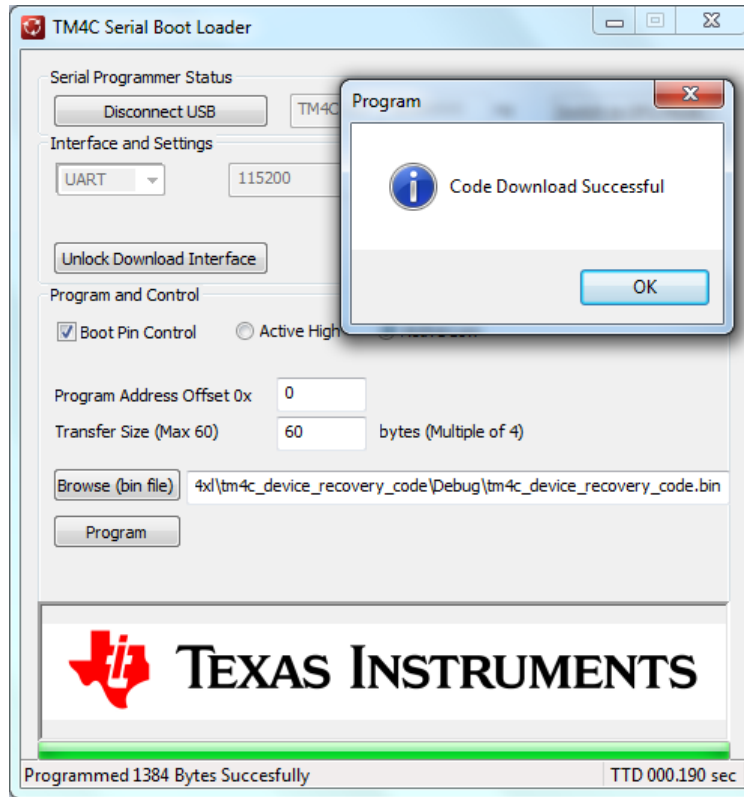 TM4C Serial Boot Loader
Serial Programmer Status
Disconnect USB
TM4C
Program
Interface and Settings
UART
115200
Code Download Successful
Unlock Download Interface
OK
Program and Control
Boot Pin Control
Active High
Program Address Offset 0x
0
Transfer Size (Max 60)
60
bytes (Multiple of 4)
Browse (bin file)
4xl\tm4c_device_recovery_code\Debug\tm4c_device_recovery_code.bin
Program
TEXAS INSTRUMENTS
Programmed 1384 Bytes Succesfully
TTD 000.190 sec